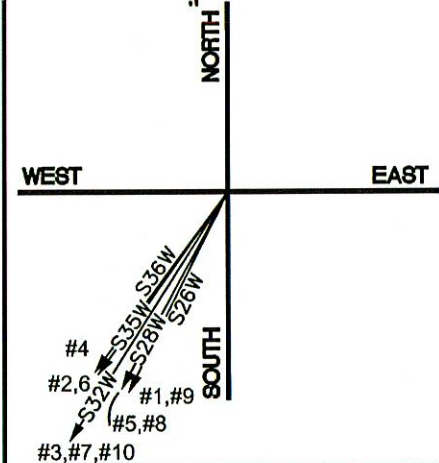 NORTH
WEST
EAST
S36W
S35W
S26W
S28W
#4
#2,6
S32W
#1,#9
SOUTH
#5,#8
#3,#7,#10